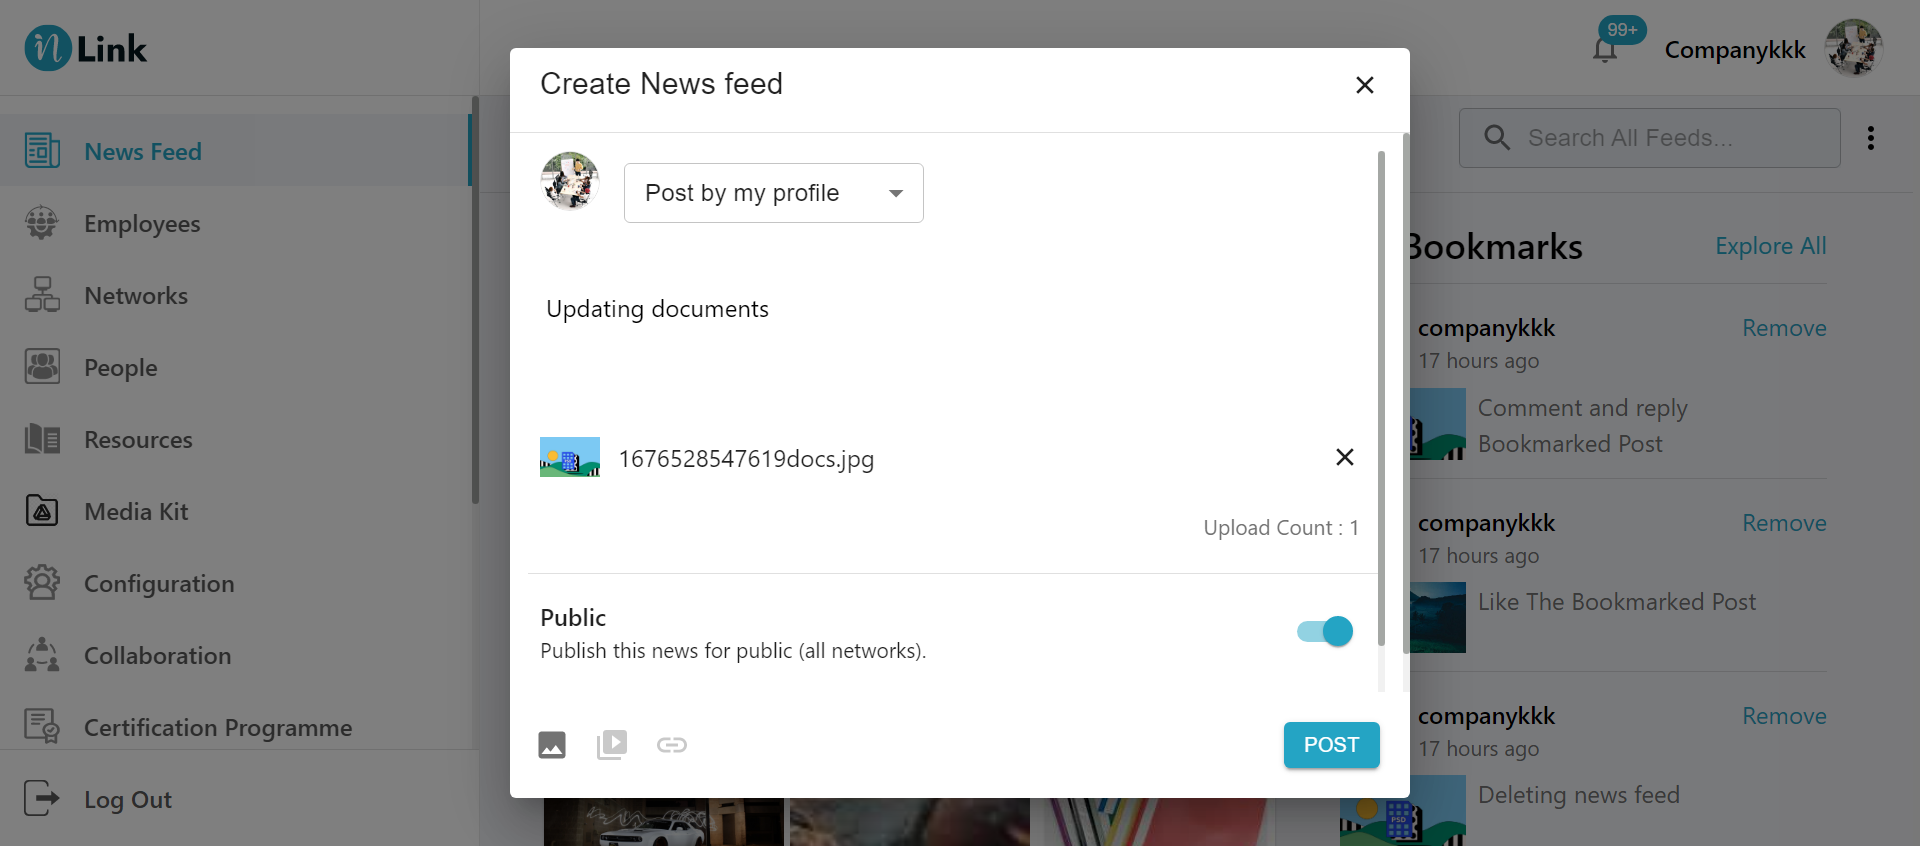 n Link
99+
Companykkk
Create News feed
News Feed
Search All Feeds...
Post by my profile
Employees
Bookmarks
Explore All
Networks
Updating documents
companykkk
Remove
17 hours ago
People
Comment and reply
Bookmarked Post
Resources
1676528547619docs.jpg
Media Kit
Upload Count : 1
companykkk
Remove
17 hours ago
Configuration
Public
Like The Bookmarked Post
Publish this news for public (all networks).
Collaboration
companykkk
Remove
Certification Programme
17 hours ago
POST
Log Out
Deleting news feed
PSD